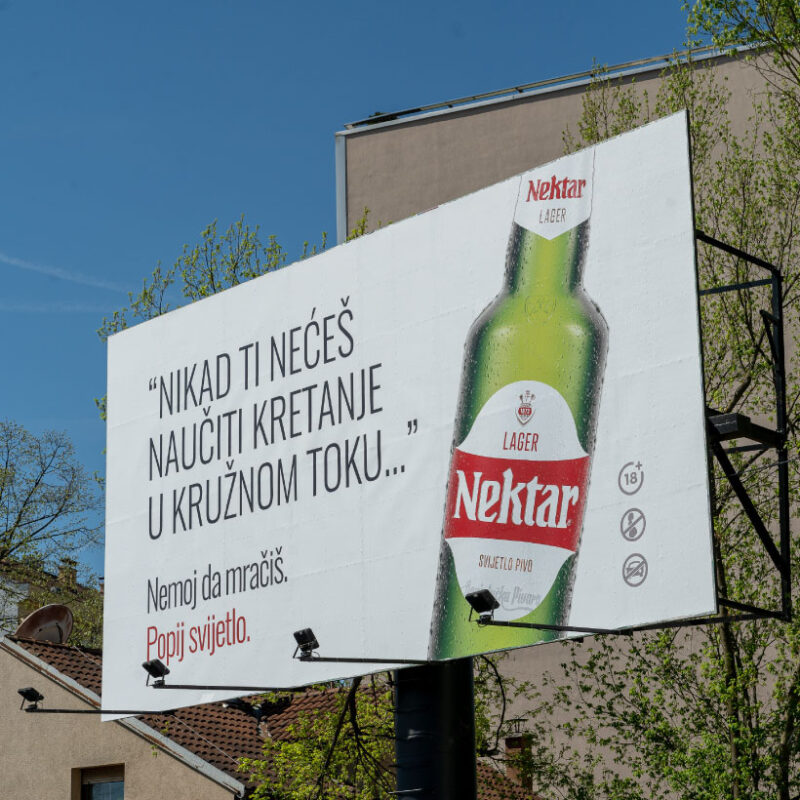 "NIKAD TI NEĆEŠ
NAUČITI KRETANJE
U KRUŽNOM TOKU..."
Nemoj da mračiš.
Popij svijetlo.
Nektar
LAGER
LAGER
Nektar
SVIJETLO PIVO
18+